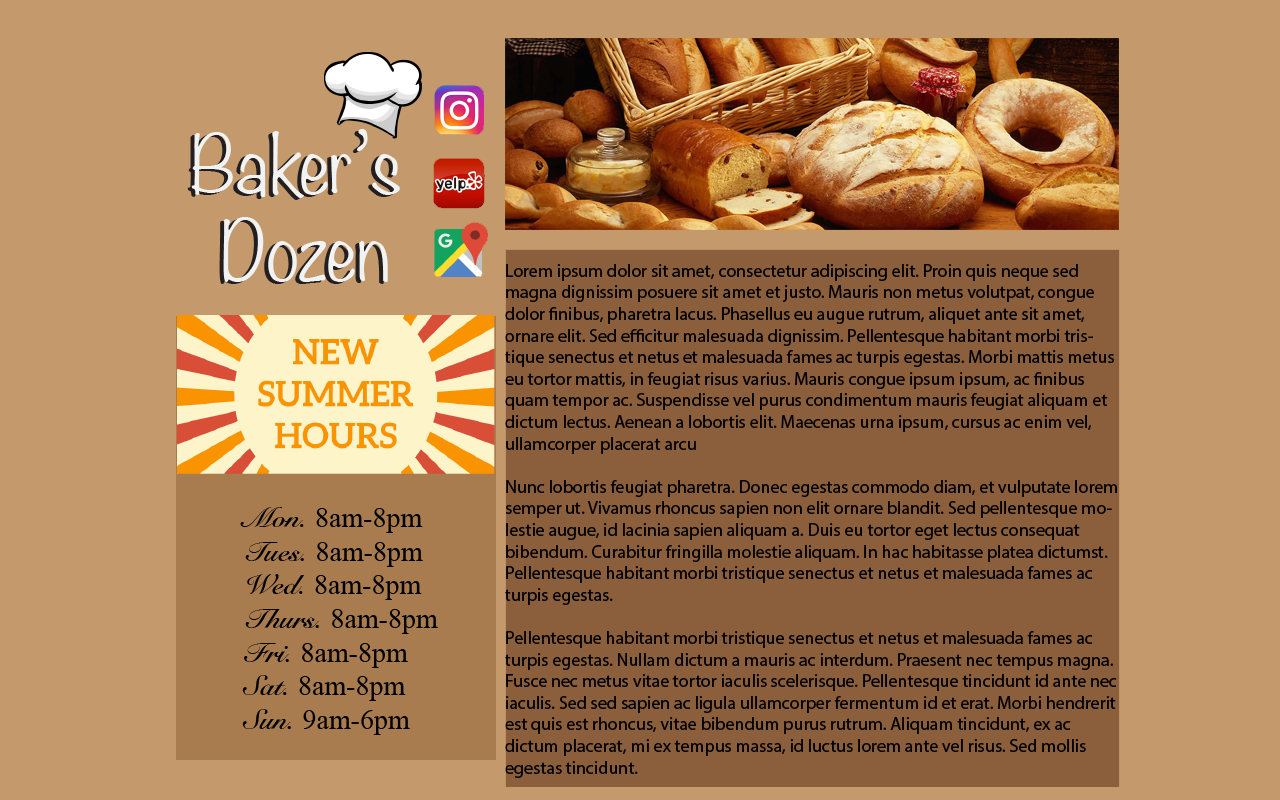 Baker's
Dozen
yelp
G
NEW
SUMMER
HOURS
Mon. 8am-8pm
Tues. 8am-8pm
Wed. 8am-8pm
Thurs. 8am-8pm
Fri. 8am-8pm
Sat. 8am-8pm
Sun. 9am-6pm
Lorem ipsum dolor sit amet, consectetur adipiscing elit. Proin quis neque sed
magna dignissim posuere sit amet et justo. Mauris non metus volutpat, congue
dolor finibus, pharetra lacus. Phasellus eu augue rutrum, aliquet ante sit amet,
ornare elit. Sed efficitur malesuada dignissim. Pellentesque habitant morbi tris-
tique senectus et netus et malesuada fames ac turpis egestas. Morbi mattis metus
eu tortor mattis, in feugiat risus varius. Mauris congue ipsum ipsum, ac finibus
quam tempor ac. Suspendisse vel purus condimentum mauris feugiat aliquam et
dictum lectus. Aenean a lobortis elit. Maecenas urna ipsum, cursus ac enim vel,
ullamcorper placerat arcu
Nunc lobortis feugiat pharetra. Donec egestas commodo diam, et vulputate lorem
semper ut. Vivamus rhoncus sapien non elit ornare blandit. Sed pellentesque mo-
lestie augue, id lacinia sapien aliquam a. Duis eu tortor eget lectus consequat
bibendum. Curabitur fringilla molestie aliquam. In hac habitasse platea dictumst.
Pellentesque habitant morbi tristique senectus et netus et malesuada fames ac
turpis egestas.
Pellentesque habitant morbi tristique senectus et netus et malesuada fames ac
turpis egestas. Nullam dictum a mauris ac interdum. Praesent nec tempus magna.
Fusce nec metus vitae tortor iaculis scelerisque. Pellentesque tincidunt id ante nec
iaculis. Sed sed sapien ac ligula ullamcorper fermentum id et erat. Morbi hendrerit
est quis est rhoncus, vitae bibendum purus rutrum. Aliquam tincidunt, ex ac
dictum placerat, mi ex tempus massa, id luctus lorem ante vel risus. Sed mollis
egestas tincidunt.